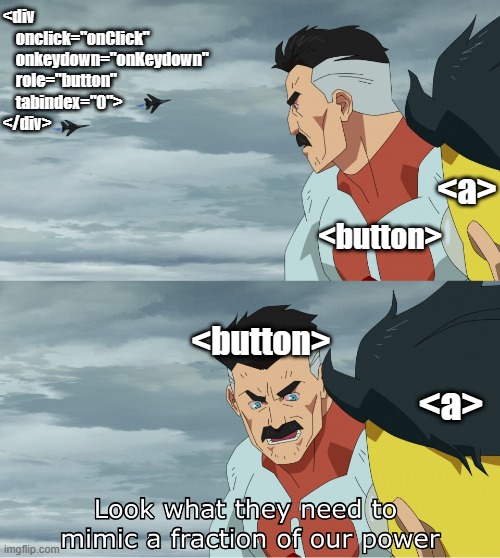 <div
onclick="onClick"
onkeydown="onKeydown"
role="button"
tabindex="0">
</div>
<a>
<button>
<button>
<a>
Look what they need to
mimic a fraction of our power
imgflip.com